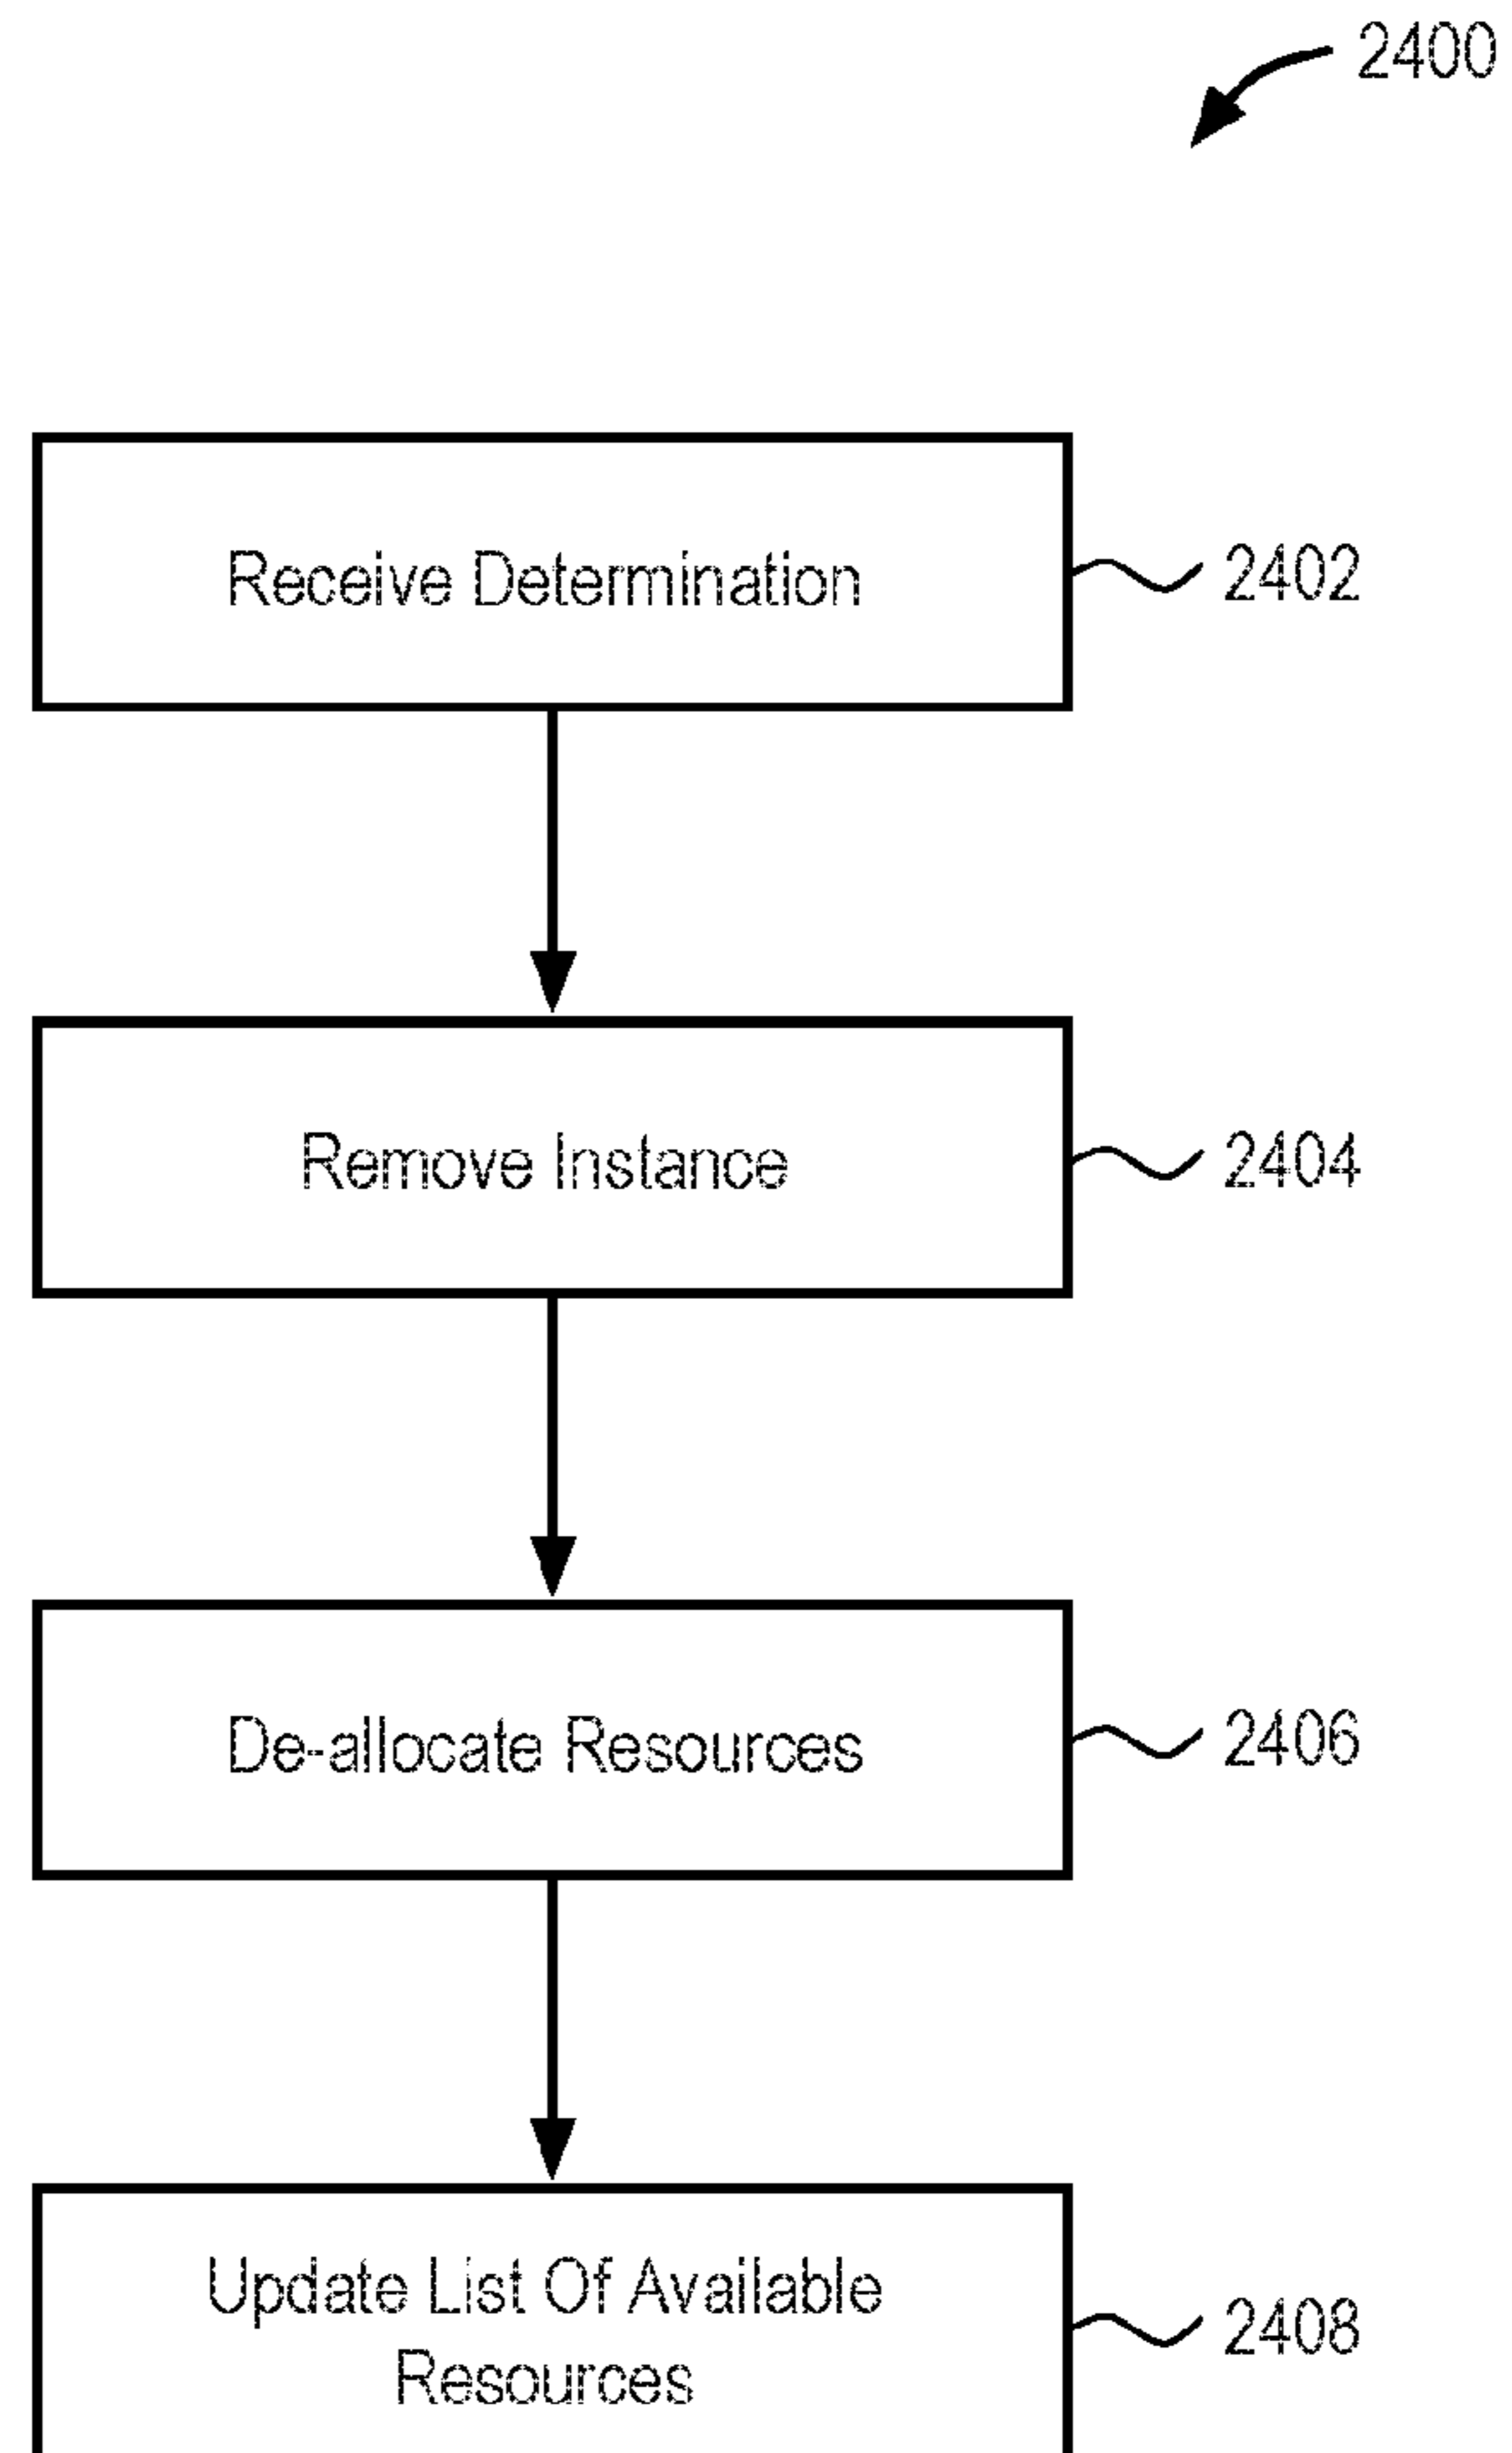 2400
Receive Determination
2402
Remove Instance
2404
De-allocate Resources
2406
Update List Of Available
Resources
2408